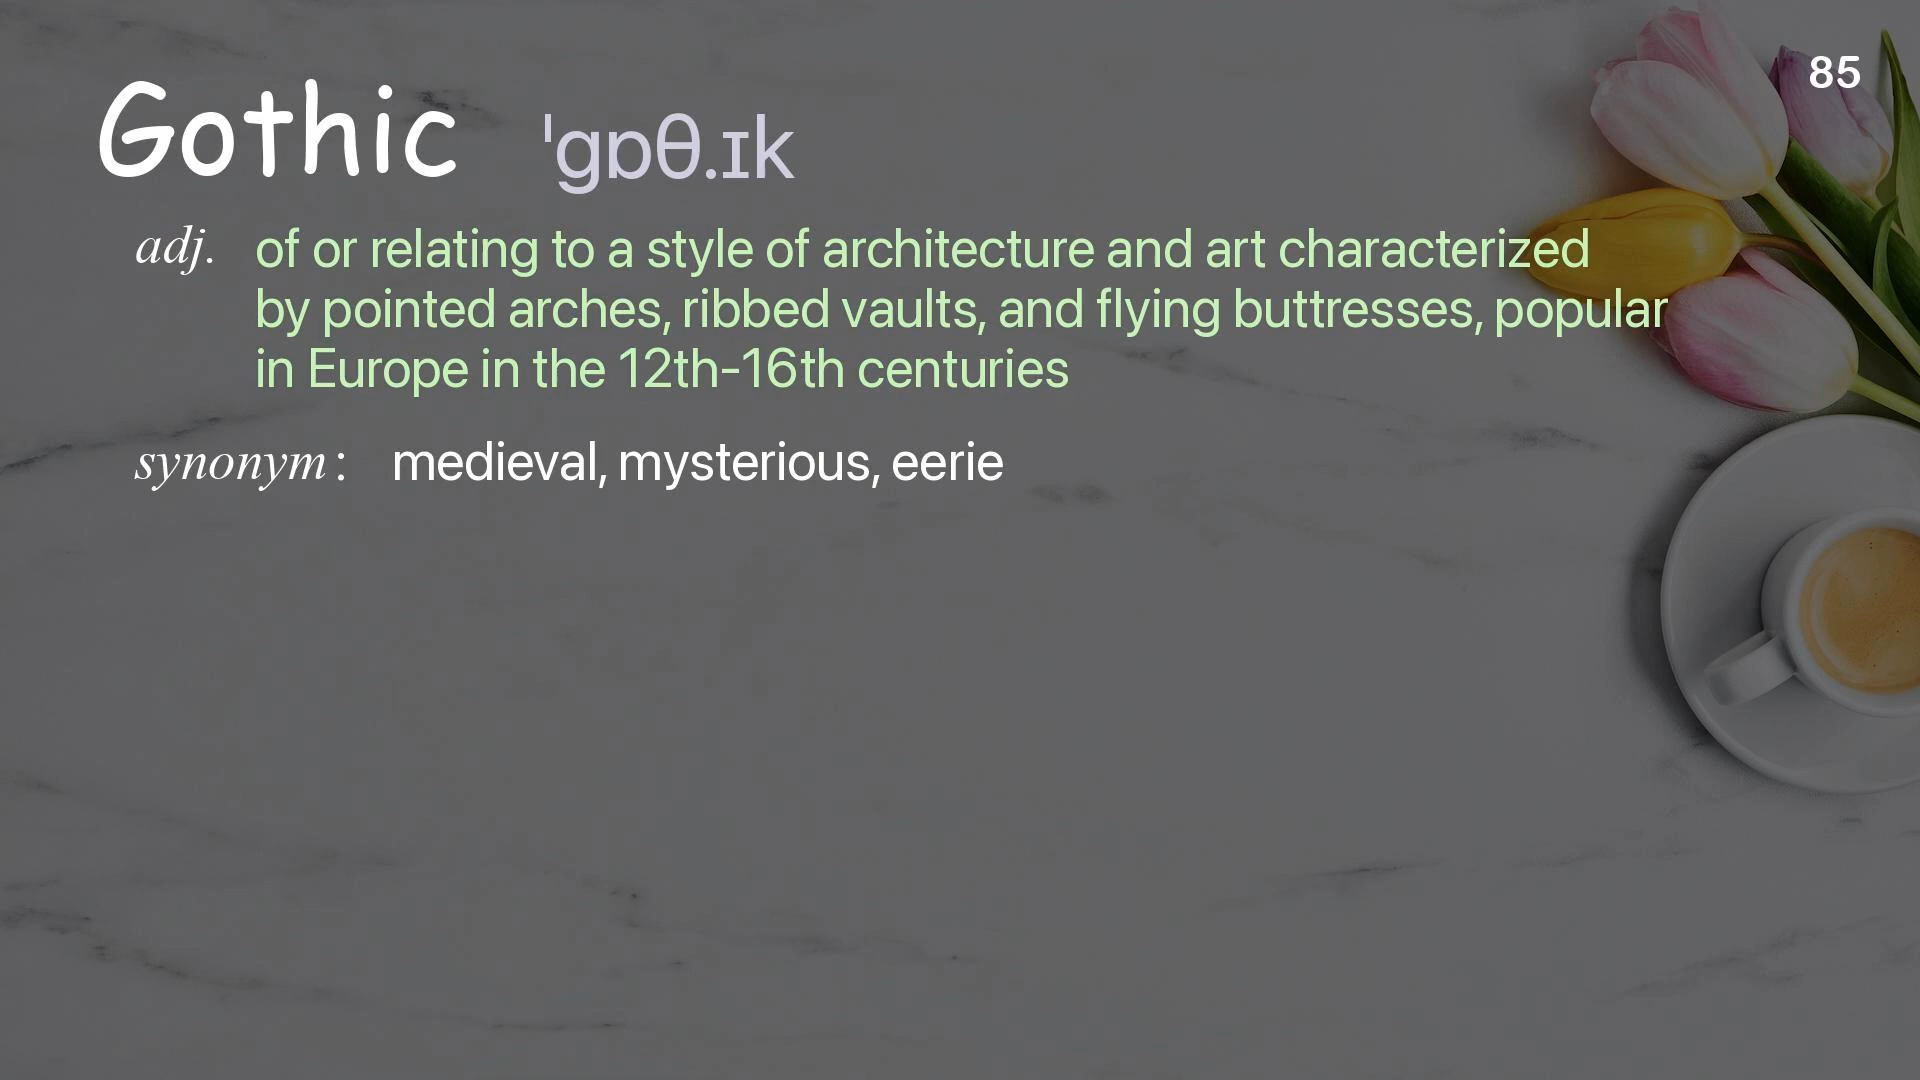 85
Gothic ˈɡɒθ.ɪk
adj. of or relating to a style of architecture and art characterized
by pointed arches, ribbed vaults, and flying buttresses, popular
in Europe in the 12th-16th centuries
synonym: medieval, mysterious, eerie